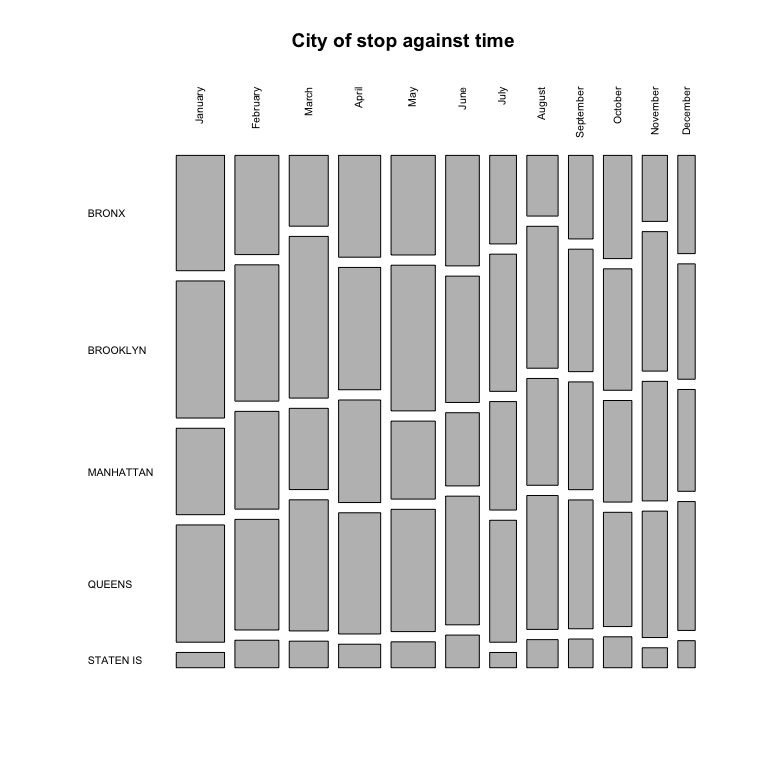 City of stop against time
January
February
March
April
May
June
July
August
September
October
November
December
BRONX
BROOKLYN
MANHATTAN
QUEENS
STATEN IS